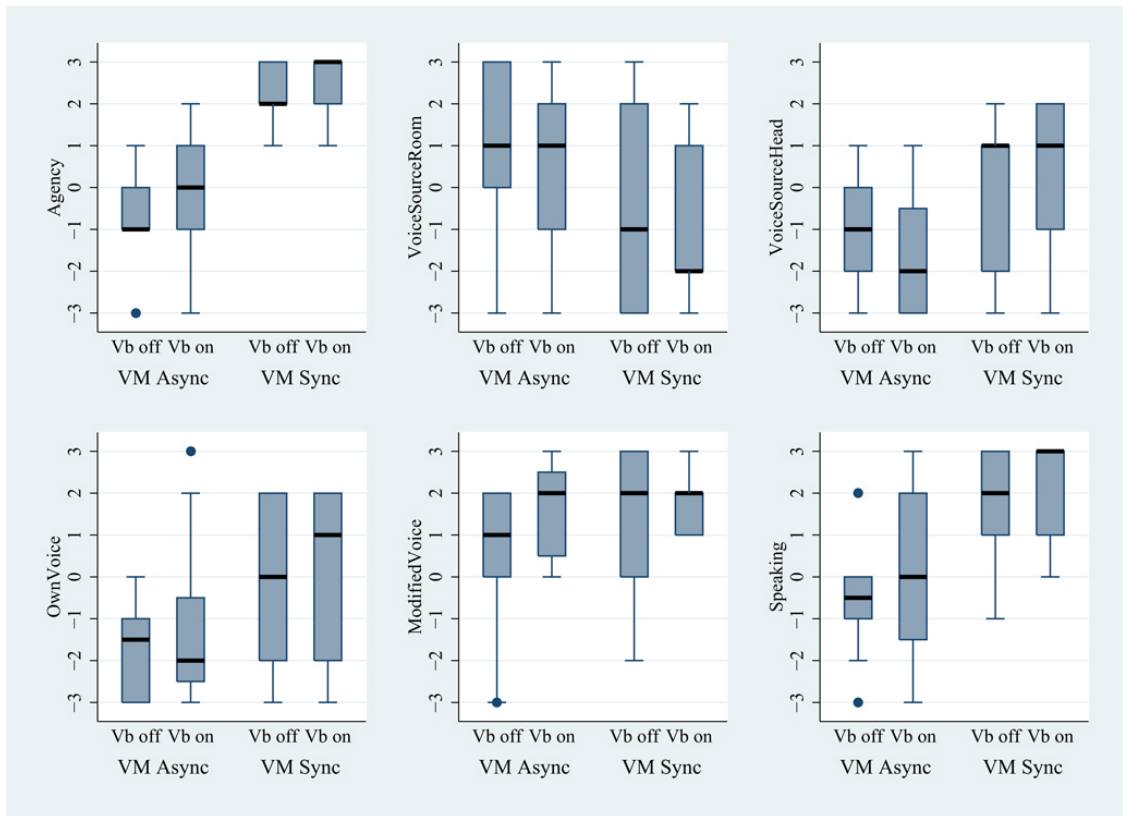 Agency
3
2
1
0
−1
−2
−3
Vb off Vb on Vb off Vb on
VM Async VM Sync
VoiceSourceRoom
3
2
1
0
−1
−2
−3
Vb off Vb on Vb off Vb on
VM Async VM Sync
VoiceSourceHead
3
2
1
0
−1
−2
−3
Vb off Vb on Vb off Vb on
VM Async VM Sync
OwnVoice
3
2
1
0
−1
−2
−3
Vb off Vb on Vb off Vb on
VM Async VM Sync
ModifiedVoice
3
2
1
0
−1
−2
−3
Vb off Vb on Vb off Vb on
VM Async VM Sync
Speaking
3
2
1
0
−1
−2
−3
Vb off Vb on Vb off Vb on
VM Async VM Sync